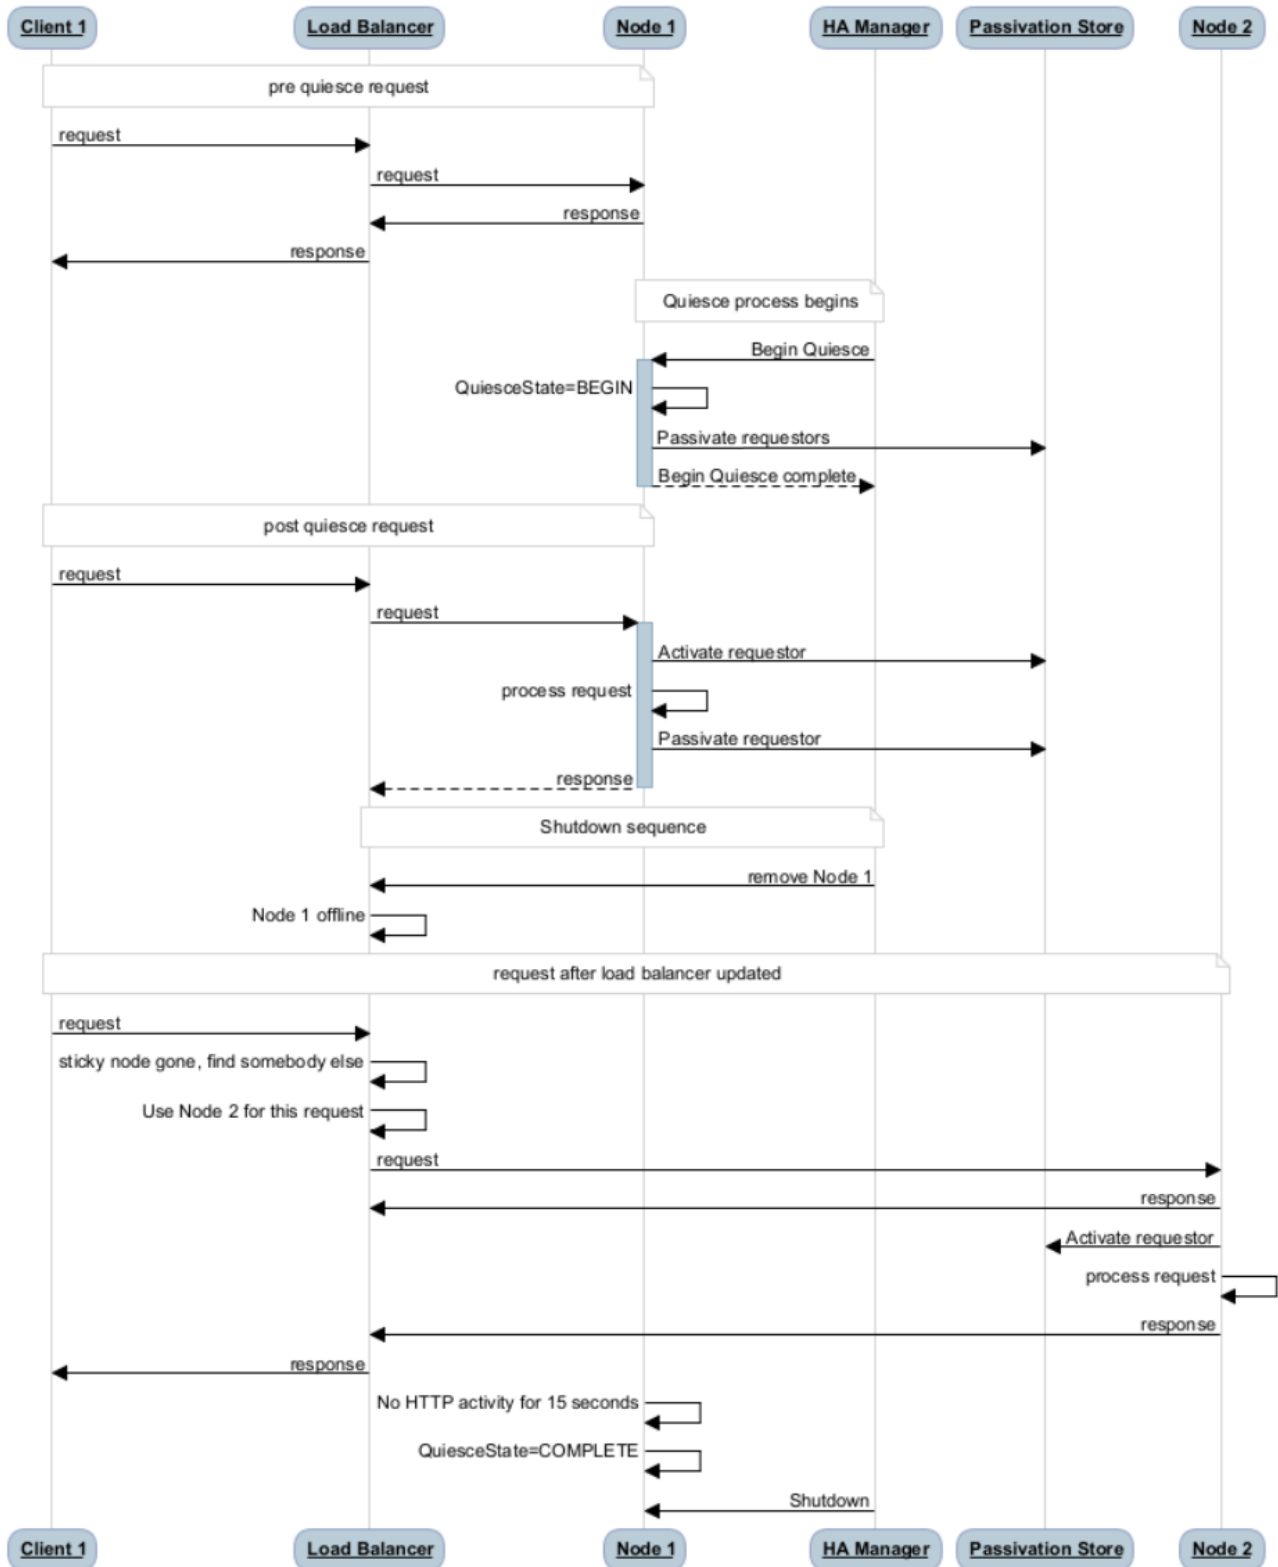 Client 1
Load Balancer
Node 1
HA Manager
Passivation Store
Node 2
pre quiesce request
request
request
response
response
Quiesce process begins
Begin Quiesce
QuiesceState=BEGIN
Passivate requestors
Begin Quiesce complete
post quiesce request
request
request
Activate requestor
process request
Passivate requestor
response
Shutdown sequence
remove Node 1
Node 1 offline
request after load balancer updated
request
sticky node gone, find somebody else
Use Node 2 for this request
request
response
Activate requestor
process request
response
response
No HTTP activity for 15 seconds
QuiesceState=COMPLETE
Shutdown
Client 1
Load Balancer
Node 1
HA Manager
Passivation Store
Node 2